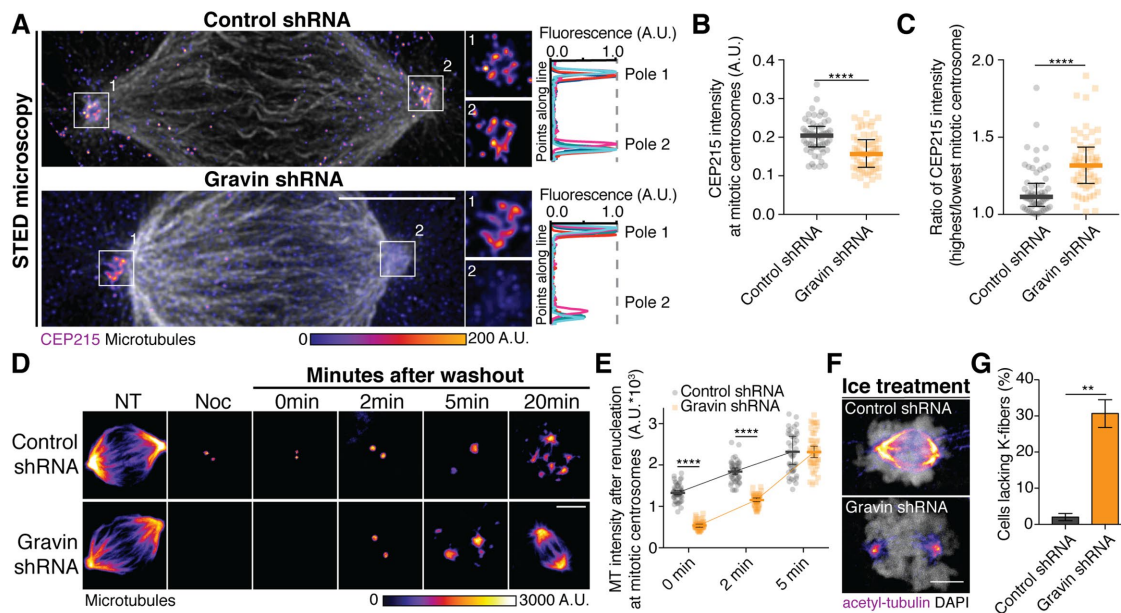 A
Control shRNA
STED microscopy
1
2
1
2
Fluorescence (A.U.)
0.0 1.0
Points along line
Pole 1
Pole 2
Gravin shRNA
1
2
1
2
Fluorescence (A.U.)
0.0 1.0
Points along line
Pole 1
Pole 2
CEP215 Microtubules
0 200 A.U.
B
CEP215 intensity
at mitotic centrosomes (A.U.)
0.4
0.3
0.2
0.1
0.0
****
Control shRNA
Gravin shRNA
C
Ratio of CEP215 intensity
(highest/lowest mitotic centrosome)
2.0
1.5
1.0
****
Control shRNA
Gravin shRNA
D
Minutes after washout
NT Noc 0min 2min 5min 20min
Control
shRNA
Gravin
shRNA
Microtubules
0 3000 A.U.
E
MT intensity after renucleation
at mitotic centrosomes (A.U. *10³)
Control shRNA
Gravin shRNA
3
2
1
0
****
****
0 min
2 min
5 min
F
Ice treatment
Control shRNA
Gravin shRNA
acetyl-tubulin DAPI
G
Cells lacking K-fibers (%)
40
30
20
10
0
**
Control shRNA
Gravin shRNA